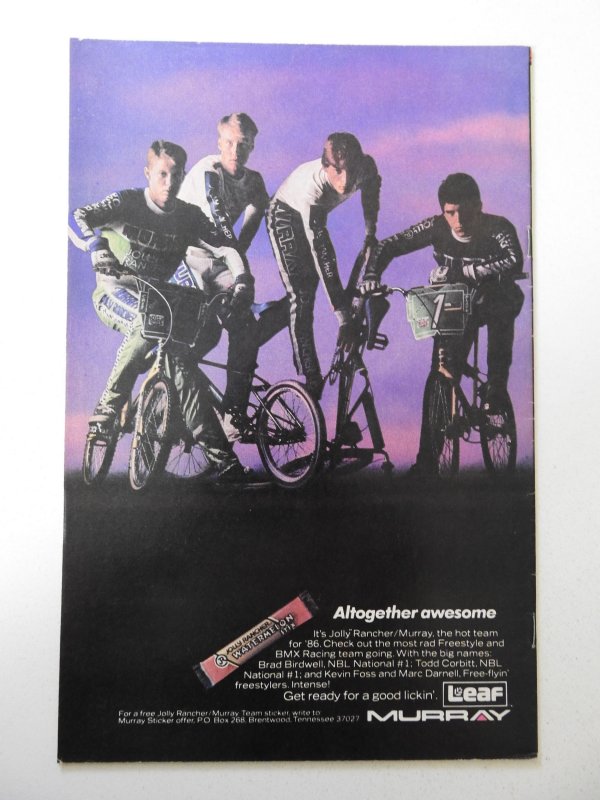 1
JOLLY RANCHER
WATERMELON
STIX
Altogether awesome
It's Jolly Rancher/Murray, the hot team
for '86. Check out the most rad Freestyle and
BMX Racing team going. With the big names:
Brad Birdwell, NBL National #1; Todd Corbitt, NBL
National #1; and Kevin Foss and Marc Darnell, Free-flyin'
freestylers. Intense!
Get ready for a good lickin'.
Leaf
For a free Jolly Rancher/Murray Team sticker, write to:
Murray Sticker offer, P.O. Box 268, Brentwood, Tennessee 37027
MURRAY